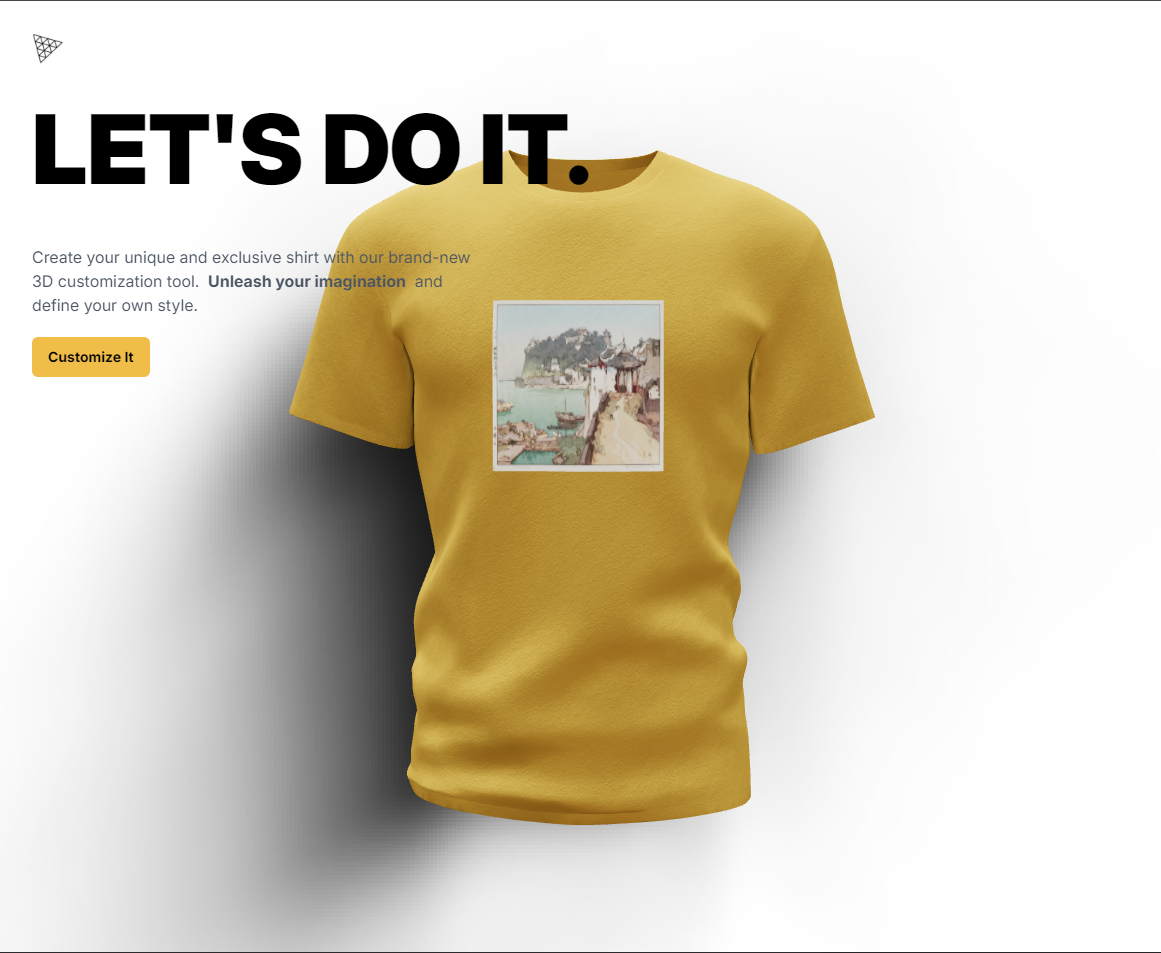 LET'S DO IT.
Create your unique and exclusive shirt with our brand-new
3D customization tool. Unleash your imagination and
define your own style.
Customize It